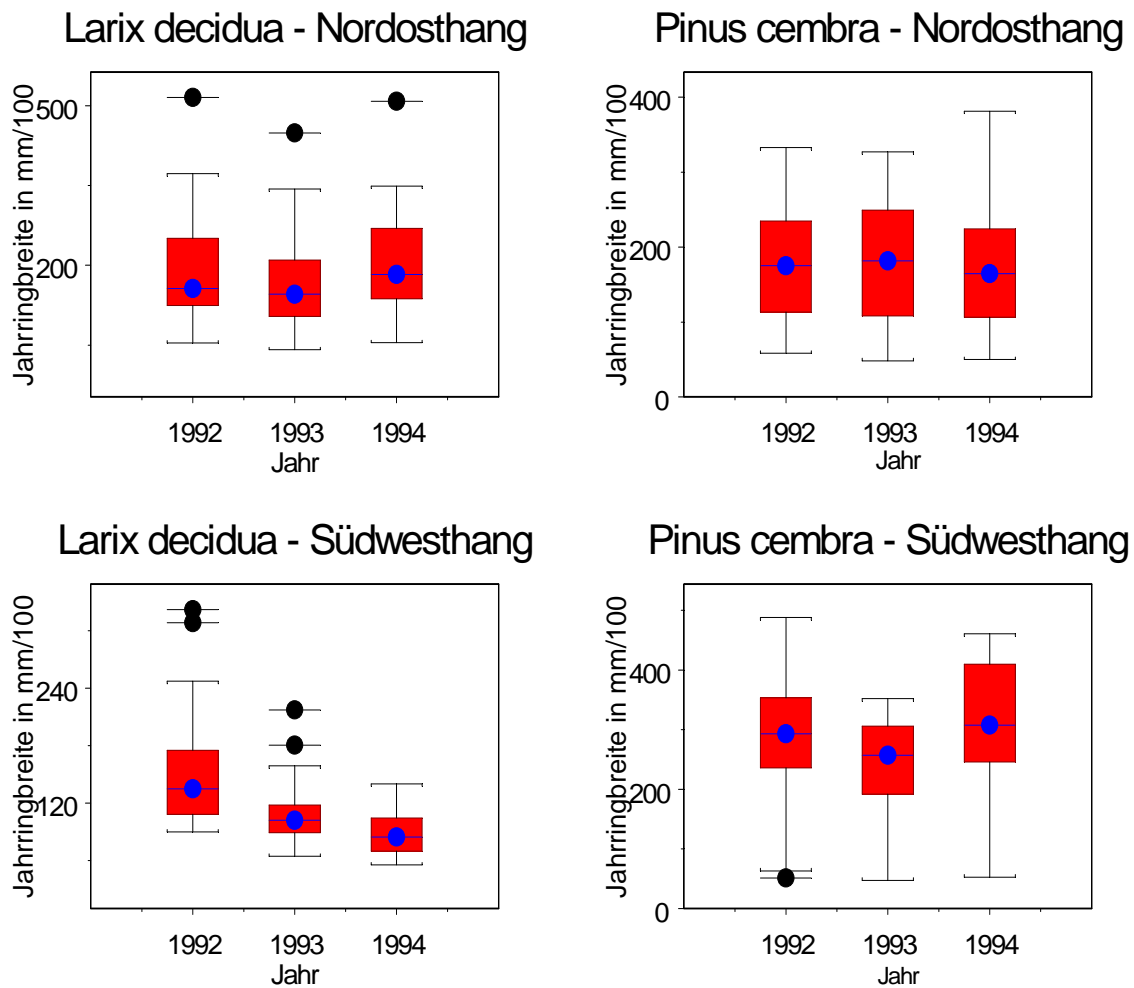 Larix decidua - Nordosthang
Jahrringbreite in mm/100
500
200
1992 1993 1994
Jahr
Pinus cembra - Nordosthang
Jahrringbreite in mm/100
400
200
0
1992 1993 1994
Jahr
Larix decidua - Südwesthang
Jahrringbreite in mm/100
240
120
1992 1993 1994
Jahr
Pinus cembra - Südwesthang
Jahrringbreite in mm/100
400
200
0
1992 1993 1994
Jahr